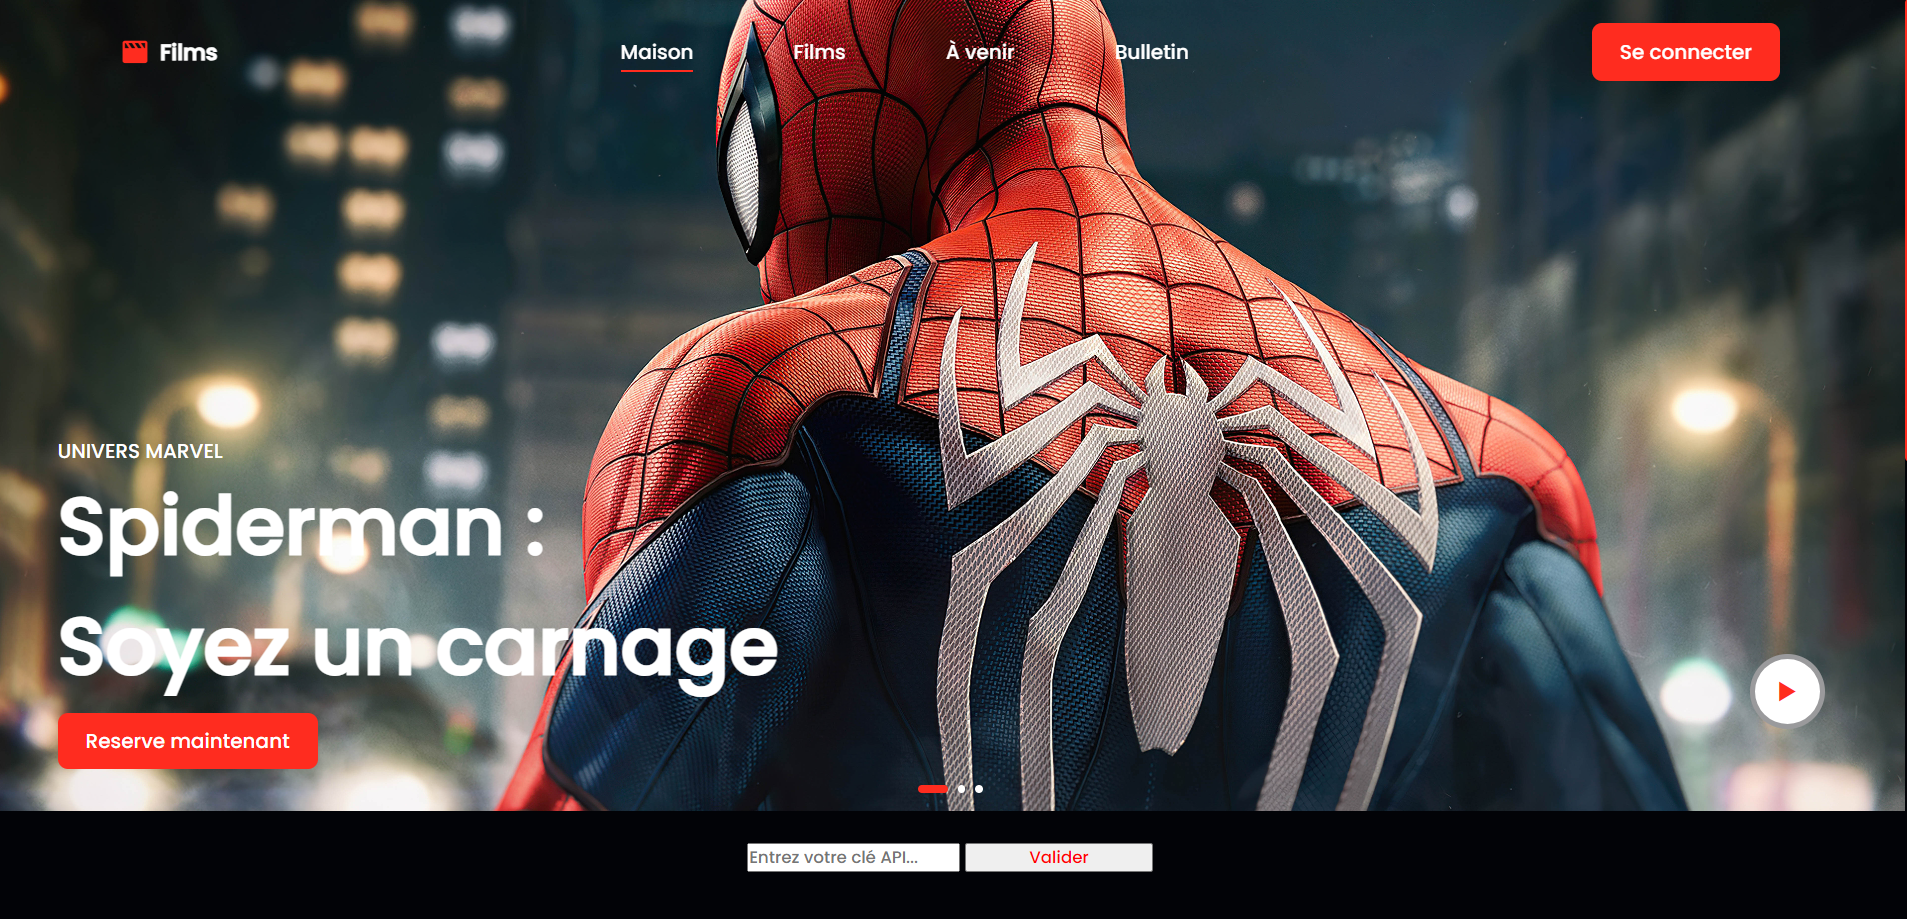 Films
Maison
Films
À venir
Bulletin
Se connecter
UNIVERS MARVEL
Spiderman :
Soyez un carnage
Reserve maintenant
Entrez votre clé API...
Valider